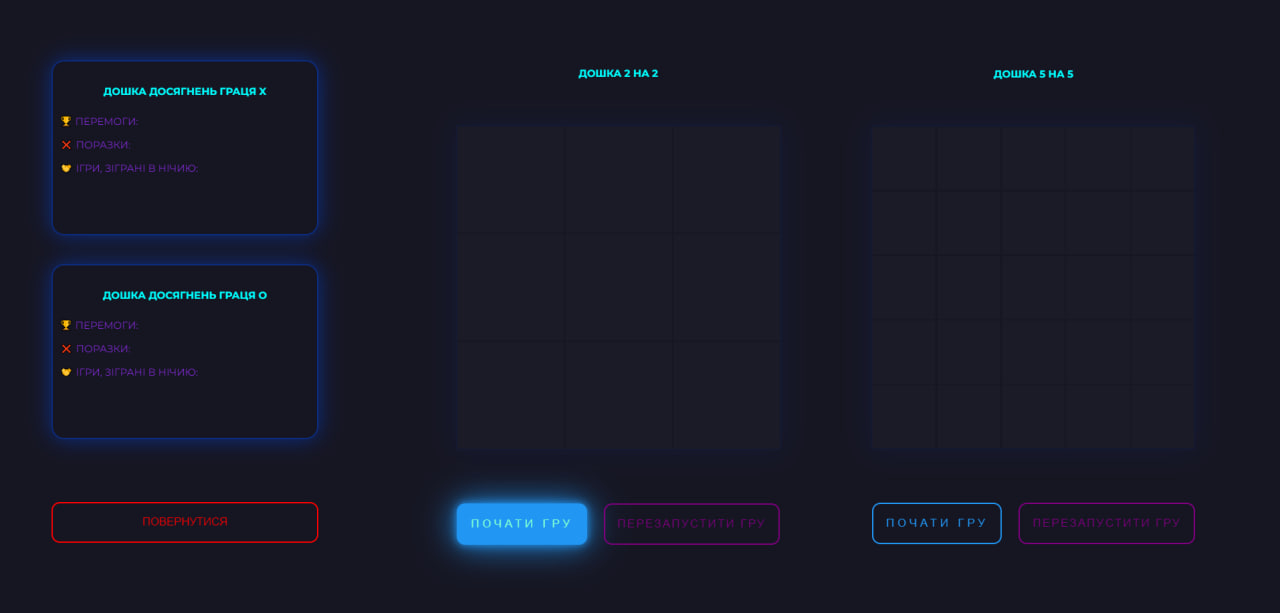 ДОШКА ДОСЯГНЕНЬ ГРАЦЯ X
🏆 ПЕРЕМОГИ:
❌ ПОРАЗКИ:
🤝 ІГРИ, ЗІГРАНІ В НІЧИЮ:
ДОШКА ДОСЯГНЕНЬ ГРАЦЯ O
🏆 ПЕРЕМОГИ:
❌ ПОРАЗКИ:
🤝 ІГРИ, ЗІГРАНІ В НІЧИЮ:
ПОВЕРНУТИСЯ
ДОШКА 2 НА 2
ПОЧАТИ ГРУ
ПЕРЕЗАПУСТИТИ ГРУ
ДОШКА 5 НА 5
ПОЧАТИ ГРУ
ПЕРЕЗАПУСТИТИ ГРУ